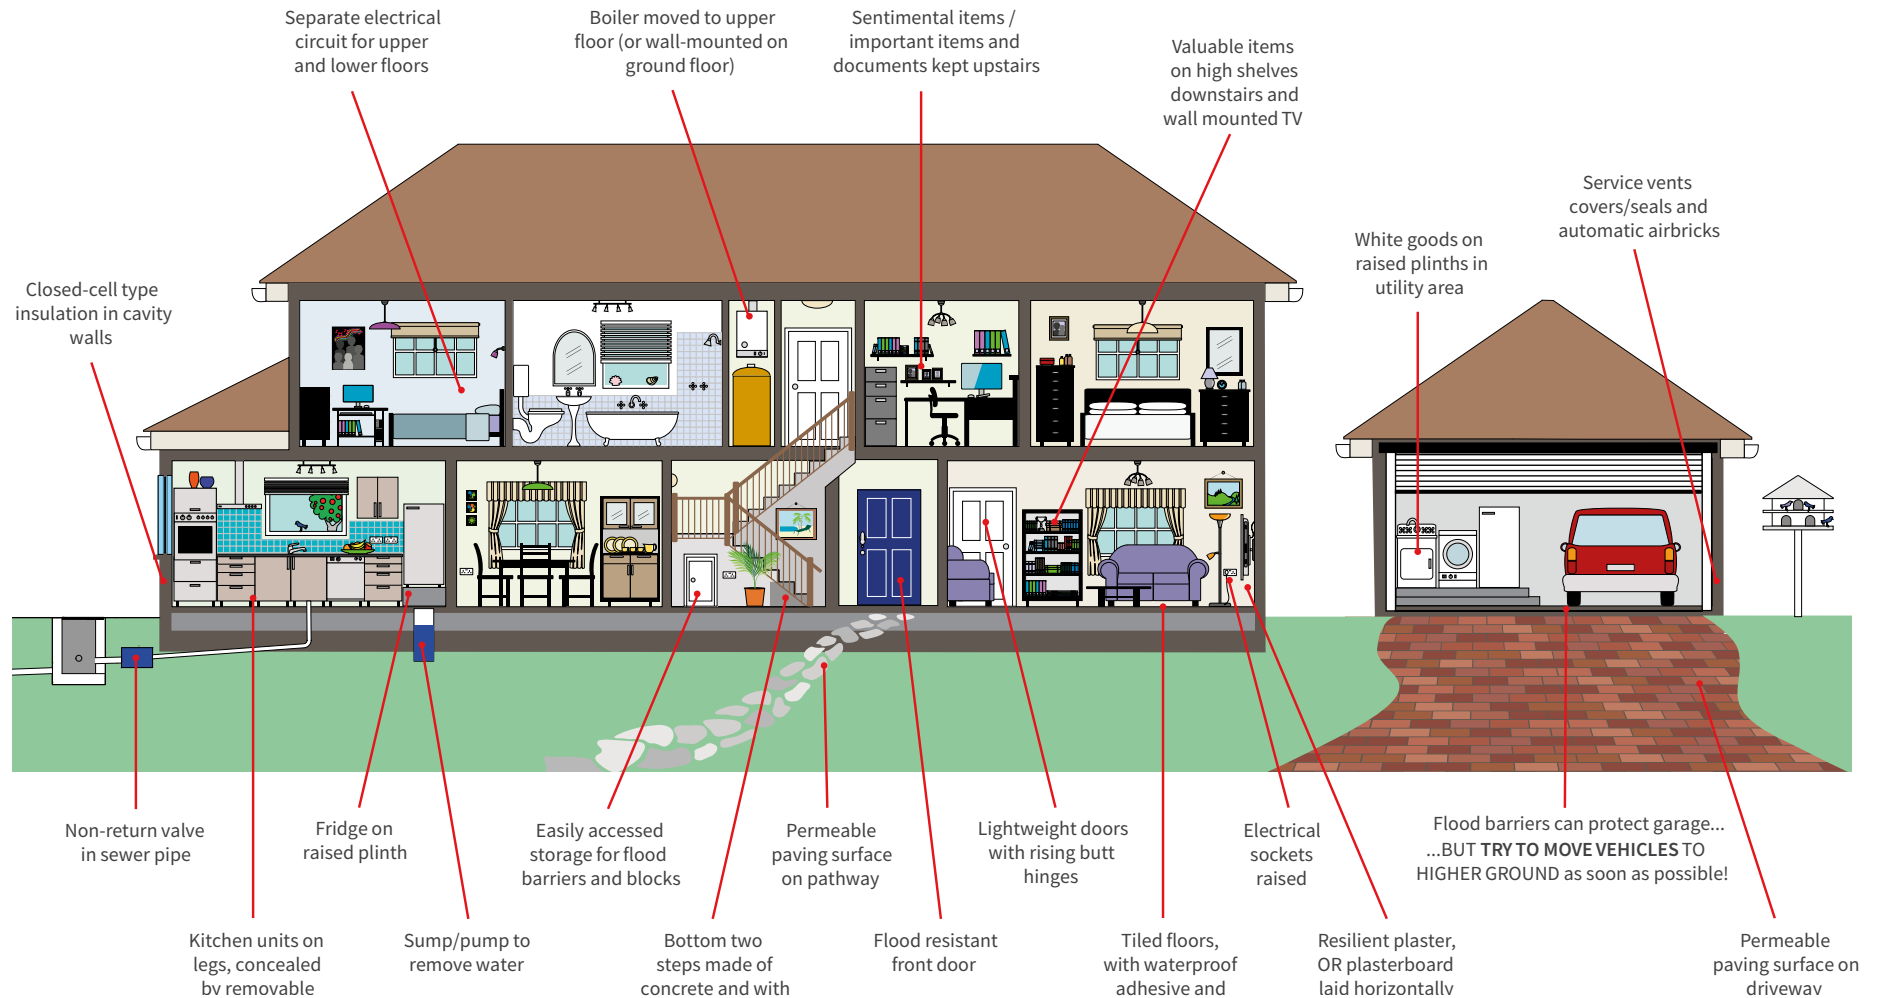 Separate electrical
circuit for upper
and lower floors
Boiler moved to upper
floor (or wall-mounted on
ground floor)
Sentimental items /
important items and
documents kept upstairs
Valuable items
on high shelves
downstairs and
wall mounted TV
Service vents
covers/seals and
automatic airbricks
White goods on
raised plinths in
utility area
Closed-cell type
insulation in cavity
walls
Non-return valve
in sewer pipe
Fridge on
raised plinth
Easily accessed
storage for flood
barriers and blocks
Permeable
paving surface
on pathway
Lightweight doors
with rising butt
hinges
Electrical
sockets
raised
Flood barriers can protect garage...
...BUT TRY TO MOVE VEHICLES TO
HIGHER GROUND as soon as possible!
Kitchen units on
legs, concealed
by removable
Sump/pump to
remove water
Bottom two
steps made of
concrete and with
Flood resistant
front door
Tiled floors,
with waterproof
adhesive and
Resilient plaster,
OR plasterboard
laid horizontally
Permeable
paving surface on
driveway